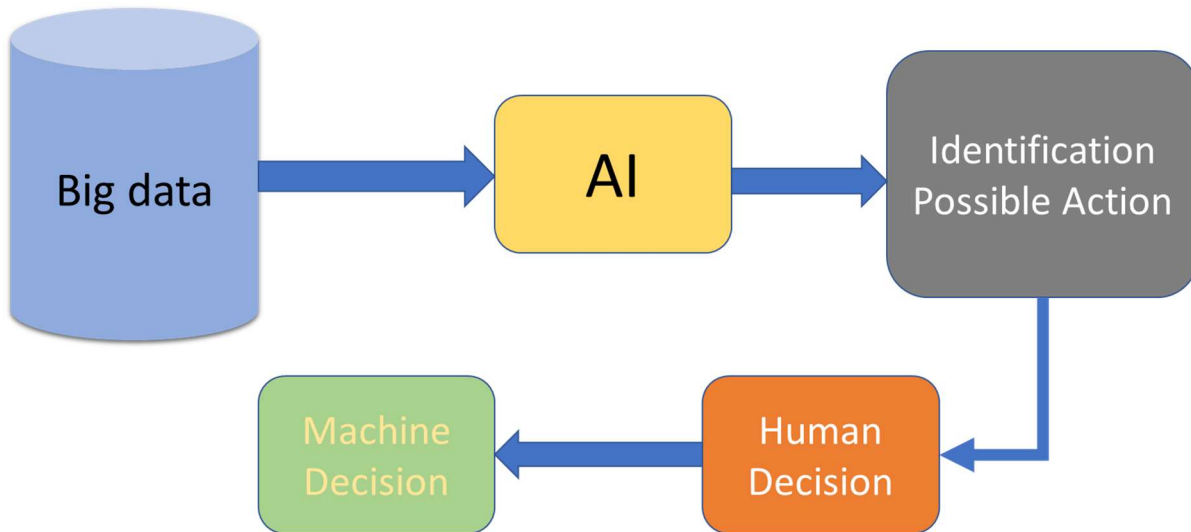 Big data
AI
Identification
Possible Action
Human
Decision
Machine
Decision